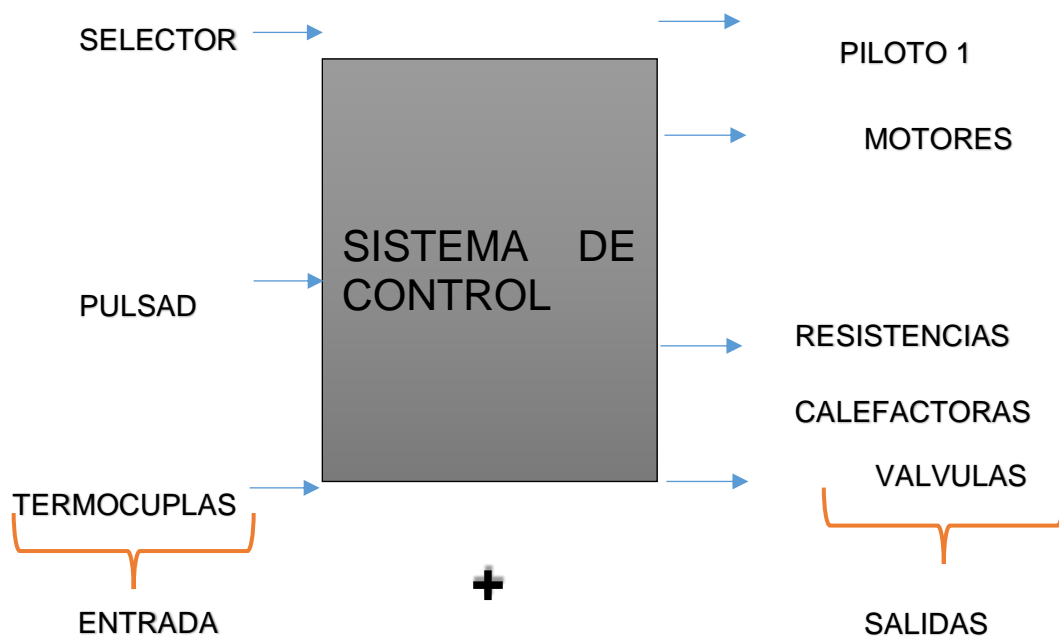 SELECTOR
PULSAD
TERMOCUPLAS
ENTRADA
SISTEMA DE
CONTROL
+
PILOTO 1
MOTORES
RESISTENCIAS
CALEFACTORAS
VALVULAS
SALIDAS